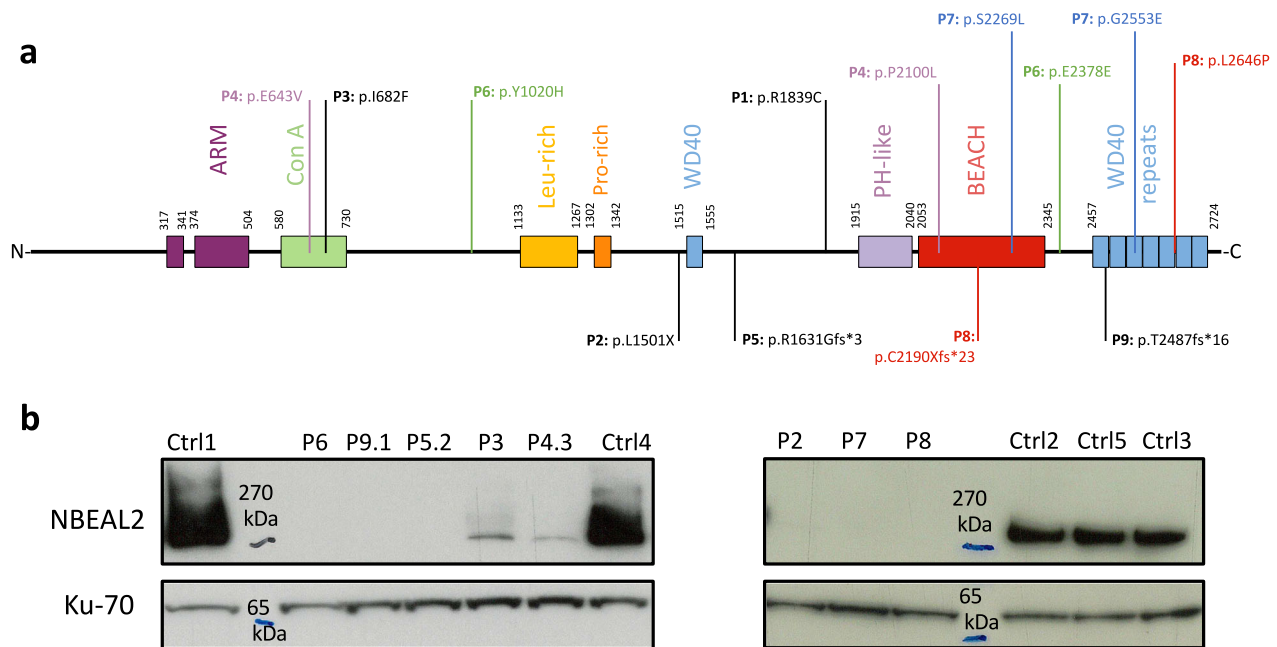 a
P7: p.S2269L
P7: p.G2553E
P8: p.L2646P
P4: p.P2100L
P6: p.E2378E
P4: p.E643V
P3: p.I682F
P6: p.Y1020H
P1: p.R1839C
ARM
Con A
Leu-rich
Pro-rich
WD40
PH-like
BEACH
WD40
repeats
317
341
374
504
580
730
1133
1267
1302
1342
1515
1555
1915
2040
2053
2345
2457
2724
N-
-C
P2: p.L1501X
P5: p.R1631Gfs*3
P8:
p.C2190Xfs*23
P9: p.T2487fs*16
b
Ctrl1
P6
P9.1
P5.2
P3
P4.3
Ctrl4
P2
P7
P8
Ctrl2
Ctrl5
Ctrl3
NBEAL2
270
kDa
270
kDa
Ku-70
65
kDa
65
kDa